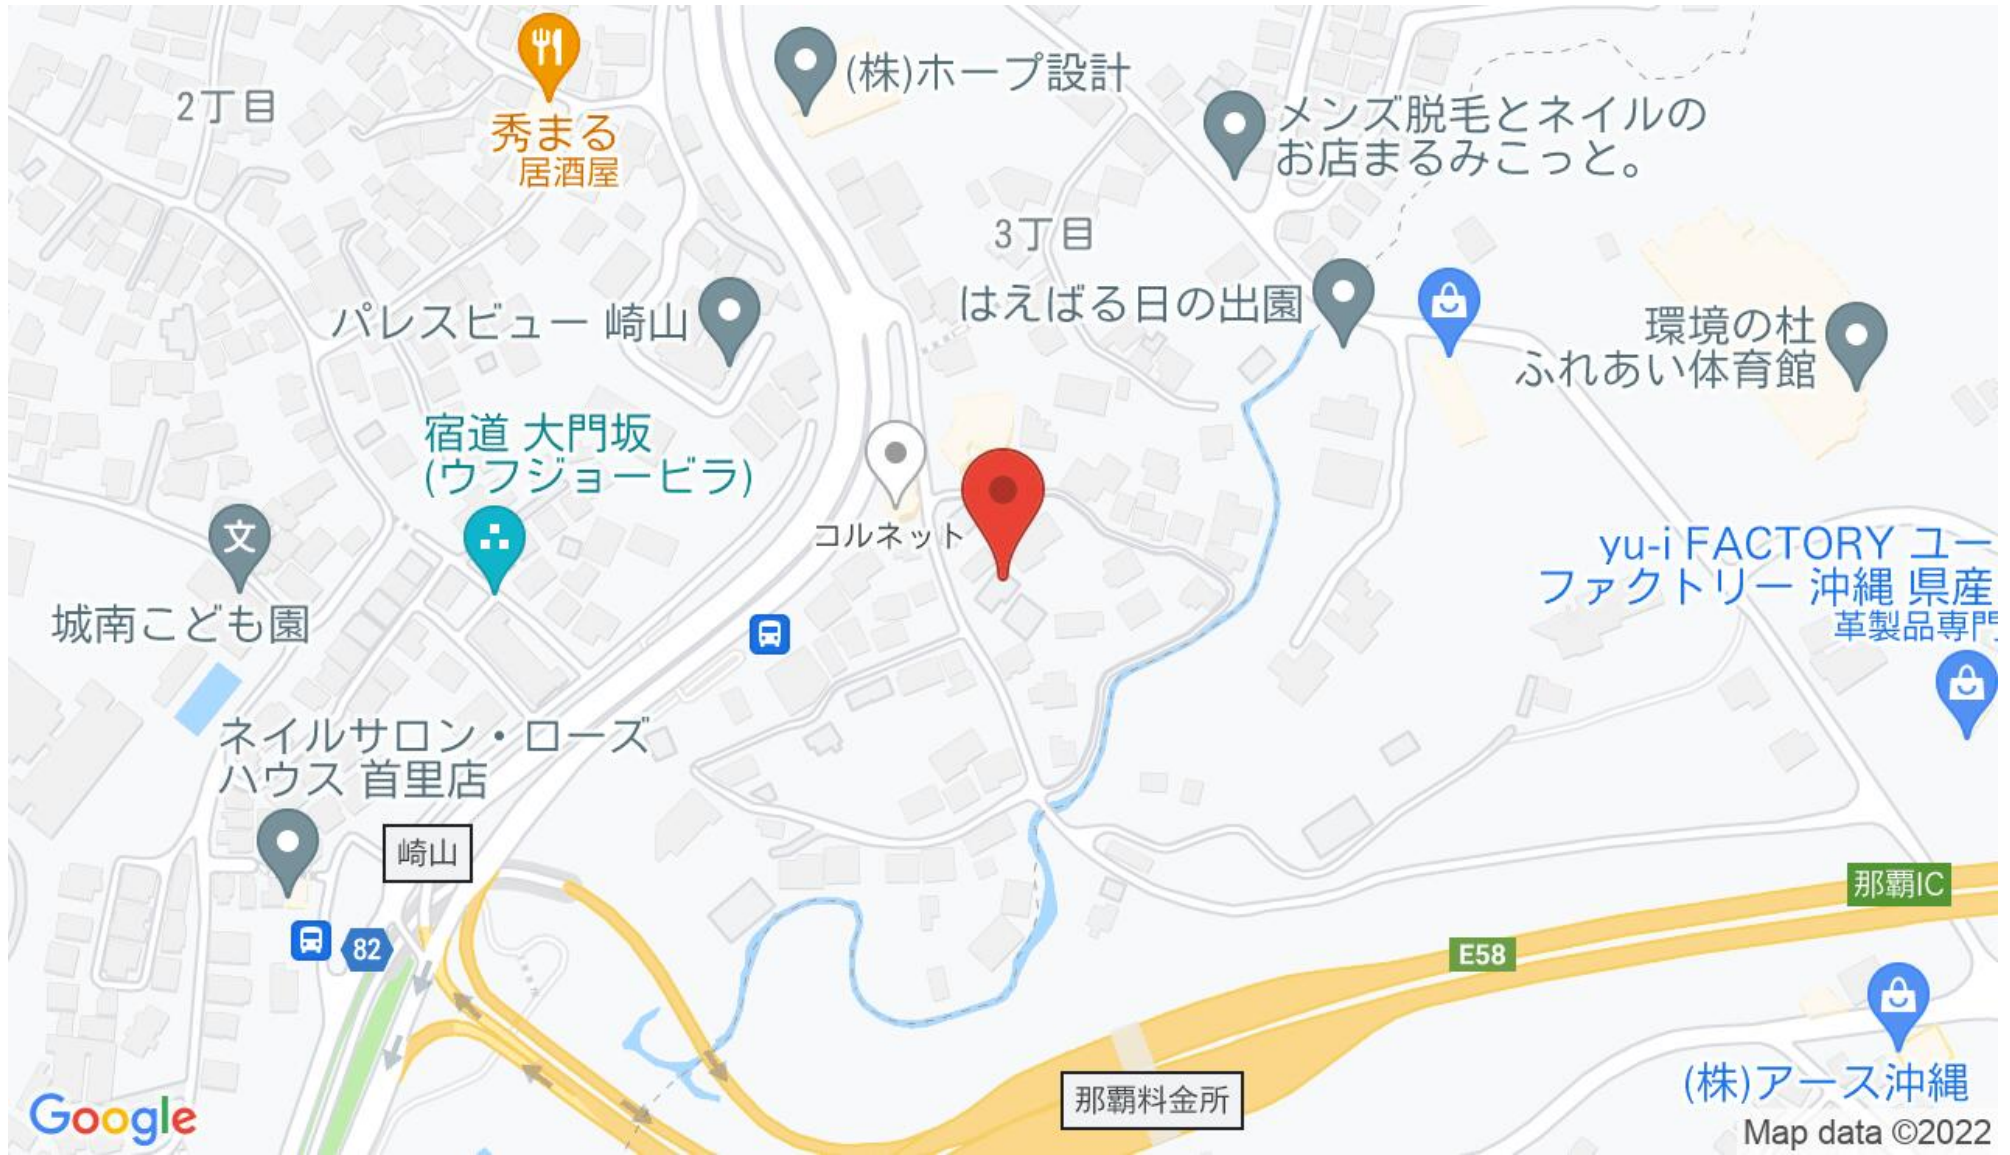 (株)ホープ設計
2丁目
メンズ脱毛とネイルの
お店まるみこっと。
秀まる
居酒屋
3丁目
はえばる日の出園
パレスビュー 崎山
環境の杜
ふれあい体育館
宿道 大門坂
(ウフジョービラ)
コルネット
文
yu-i FACTORY ユー
ファクトリー 沖縄 県産
革製品専門
城南こども園
ネイルサロン・ローズ
ハウス 首里店
崎山
那覇IC
82
E58
那覇料金所
(株)アース沖縄
Google
Map data ©2022